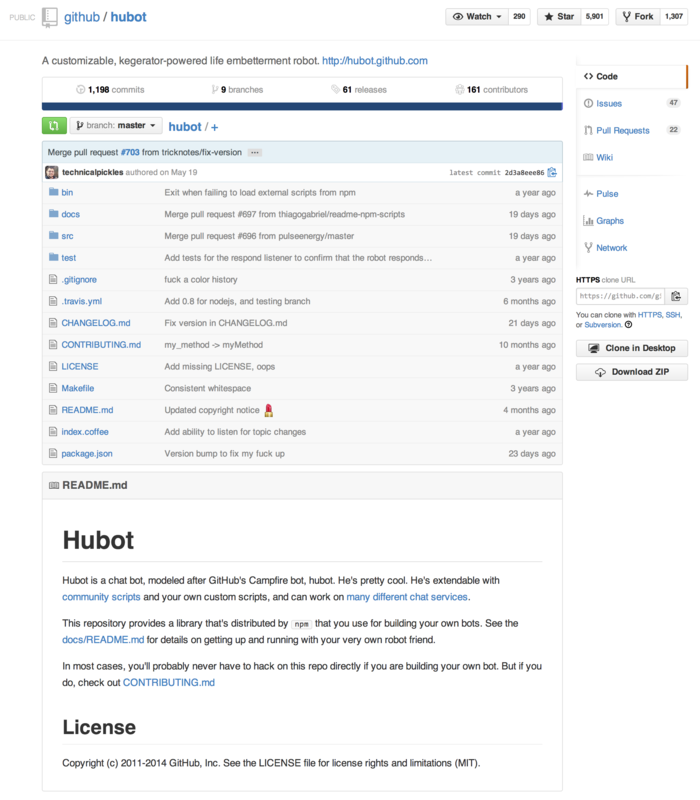 PUBLIC github / hubot Watch 290 Star 5,901 Fork 1,307
A customizable, kegerator-powered life embetterment robot. http://hubot.github.com
1,198 commits 9 branches 61 releases 161 contributors
branch: master hubot / +
Merge pull request #703 from tricknotes/fix-version ...
technicalpickles authored on May 19 latest commit 2d3a8eee86
bin Exit when failing to load external scripts from npm a year ago
docs Merge pull request #697 from thiagogabriel/readme-npm-scripts 19 days ago
src Merge pull request #696 from pulseenergy/master 19 days ago
test Add tests for the respond listener to confirm that the robot responds… a year ago
.gitignore fuck a color history 3 years ago
.travis.yml Add 0.8 for nodejs, and testing branch 6 months ago
CHANGELOG.md Fix version in CHANGELOG.md 21 days ago
CONTRIBUTING.md my_method -> myMethod 10 months ago
LICENSE Add missing LICENSE, oops a year ago
Makefile Consistent whitespace 3 years ago
README.md Updated copyright notice 4 months ago
index.coffee Add ability to listen for topic changes a year ago
package.json Version bump to fix my fuck up 23 days ago
README.md
Hubot
Hubot is a chat bot, modeled after GitHub's Campfire bot, hubot. He's pretty cool. He's extendable with
community scripts and your own custom scripts, and can work on many different chat services.
This repository provides a library that's distributed by npm that you use for building your own bots. See the
docs/README.md for details on getting up and running with your very own robot friend.
In most cases, you'll probably never have to hack on this repo directly if you are building your own bot. But if you
do, check out CONTRIBUTING.md
License
Copyright (c) 2011-2014 GitHub, Inc. See the LICENSE file for license rights and limitations (MIT).
<> Code
Issues 47
Pull Requests 22
Wiki
Pulse
Graphs
Network
HTTPS clone URL
https://github.com/g
You can clone with HTTPS, SSH,
or Subversion.
Clone in Desktop
Download ZIP